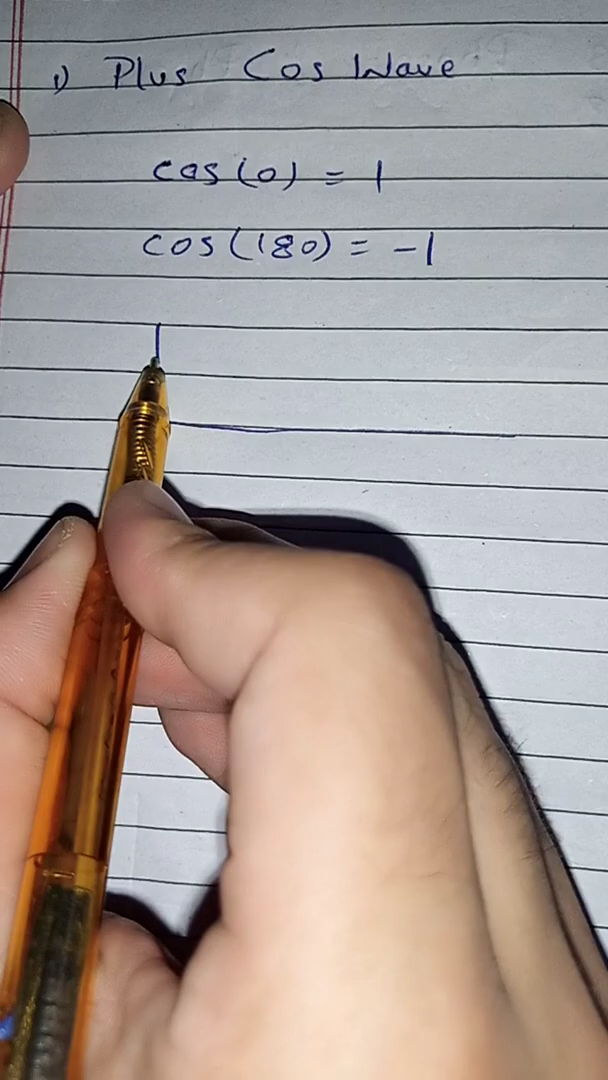 1) Plus Cos Wave
cos (0) = 1
cos (180) = -1